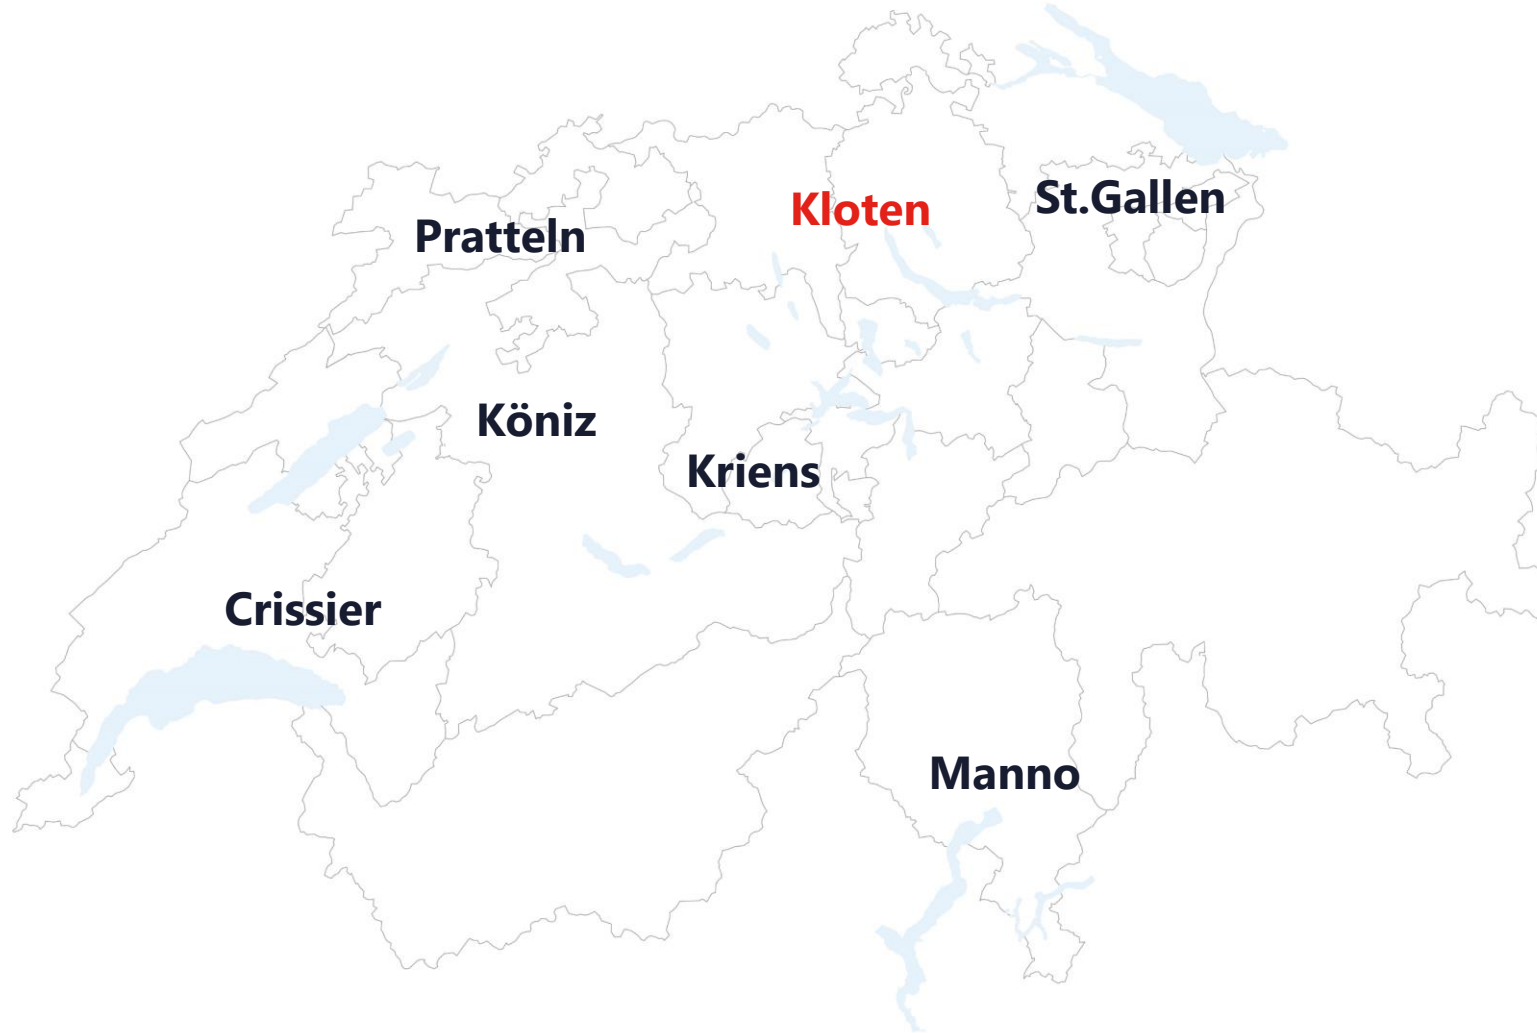 St.Gallen
Kloten
Pratteln
Köniz
Kriens
Crissier
Manno